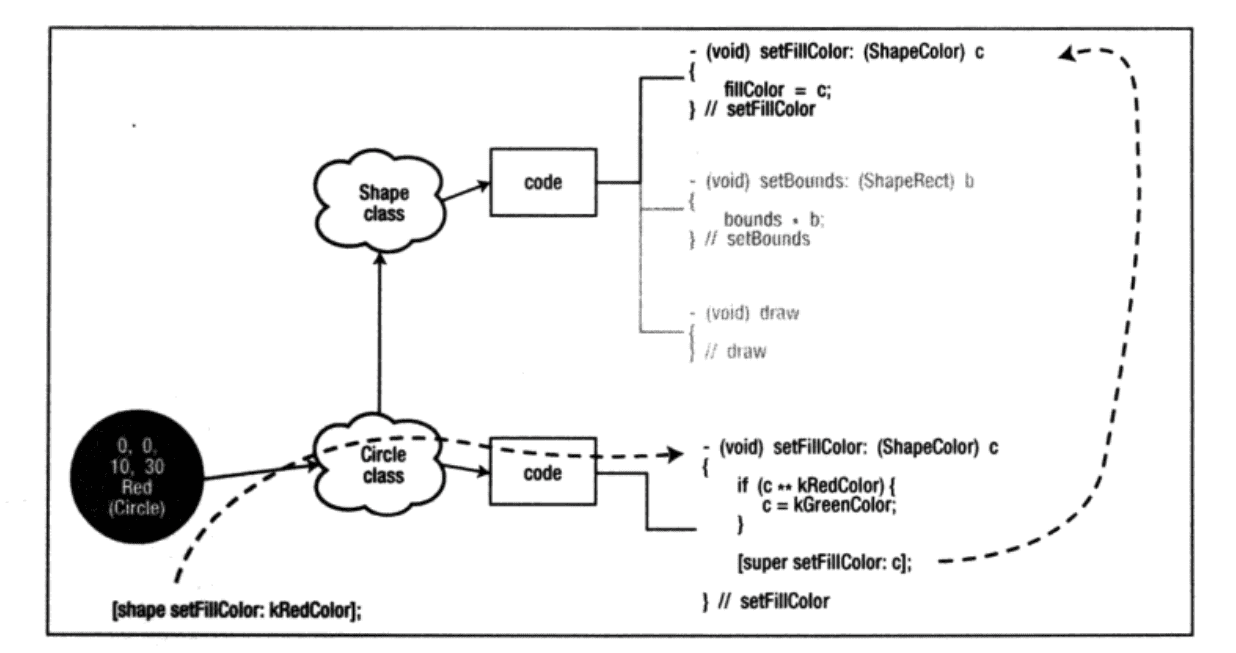 - (void) setFillColor: (ShapeColor) c
{
fillColor = c;
} // setFillColor
Shape
class
code
- (void) setBounds: (ShapeRect) b
{
bounds = b;
} // setBounds
- (void) draw
{
} // draw
0, 0,
10, 30
Red
(Circle)
Circle
class
code
- (void) setFillColor: (ShapeColor) c
{
if (c == kRedColor) {
c = kGreenColor;
}
[super setFillColor: c];
} // setFillColor
[shape setFillColor: kRedColor];